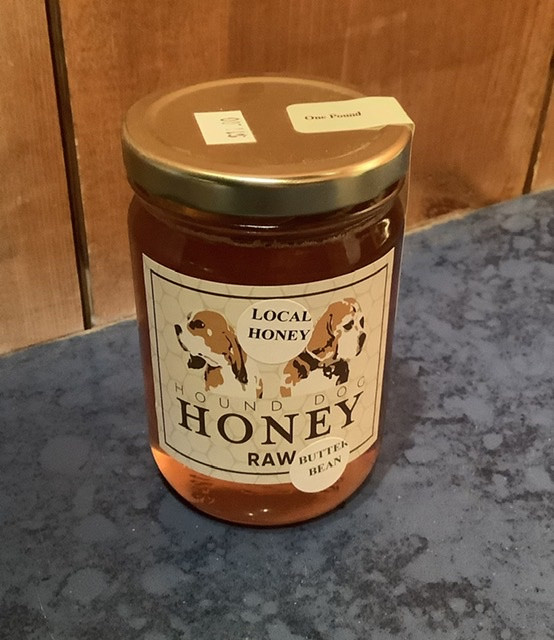 One Pound
LOCAL
HONEY
HOUND DOG
HONEY
RAW
BUTTER
BEAN